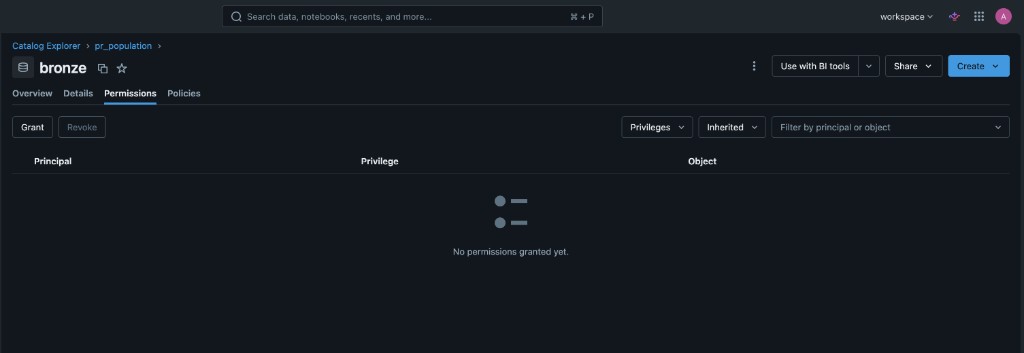 Search data, notebooks, recents, and more... ⌘ + P workspace A
Catalog Explorer › pr_population ›
bronze Use with BI tools Share Create
Overview Details Permissions Policies
Grant Revoke Privileges Inherited Filter by principal or object
Principal Privilege Object
No permissions granted yet.